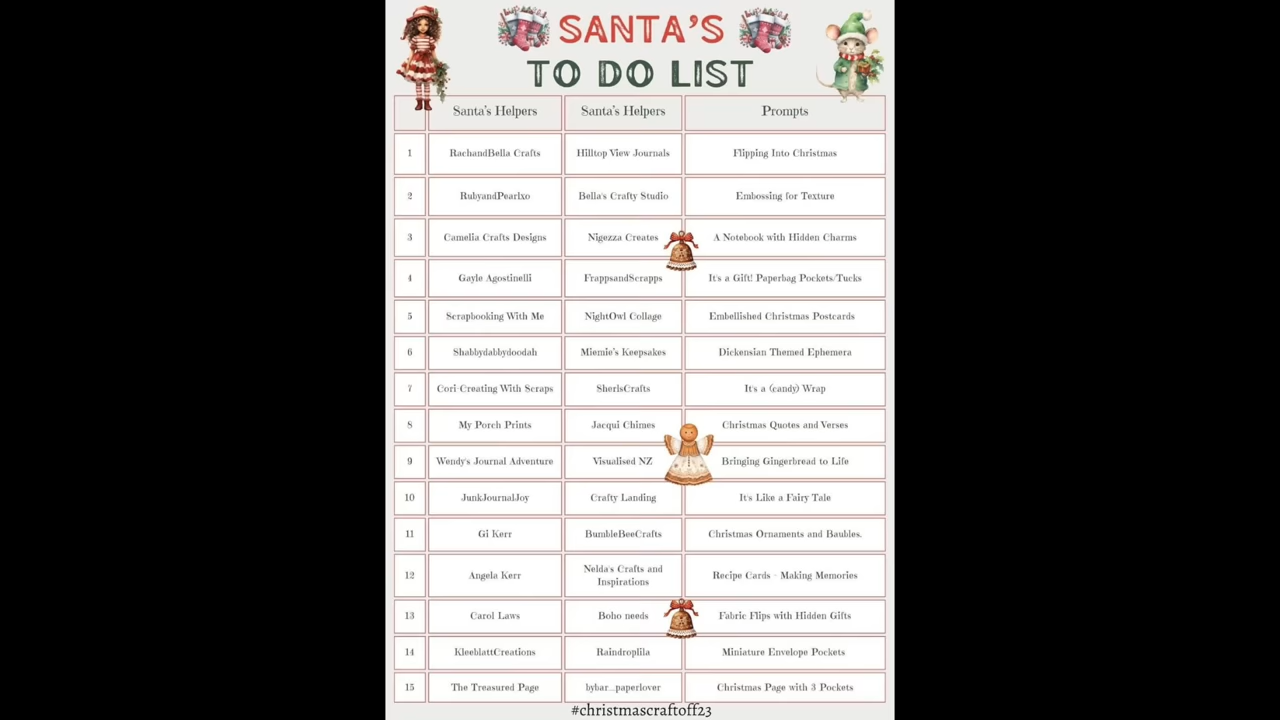 SANTA'S
TO DO LIST
Santa's Helpers Santa's Helpers Prompts
1 RachandBella Crafts Hilltop View Journals Flipping Into Christmas
2 RubyandPearlxo Bella's Crafty Studio Embossing for Texture
3 Camelia Crafts Designs Nigezza Creates A Notebook with Hidden Charms
4 Gayle Agostinelli FrappsandScrapps It's a Gift! Paperbag Pockets/Tucks
5 Scrapbooking With Me NightOwl Collage Embellished Christmas Postcards
6 Shabbydabbydoodah Miemie's Keepsakes Dickensian Themed Ephemera
7 Cori-Creating With Scraps SherlsCrafts It's a (candy) Wrap
8 My Porch Prints Jacqui Chimes Christmas Quotes and Verses
9 Wendy's Journal Adventure Visualised NZ Bringing Gingerbread to Life
10 JunkJournalJoy Crafty Landing It's Like a Fairy Tale
11 Gi Kerr BumbleBeeCrafts Christmas Ornaments and Baubles.
12 Angela Kerr Nelda's Crafts and
Inspirations Recipe Cards - Making Memories
13 Carol Laws Boho needs Fabric Flips with Hidden Gifts
14 KleeblattCreations Raindroplila Miniature Envelope Pockets
15 The Treasured Page bybar...paperlover Christmas Page with 3 Pockets
#christmascraftoff23